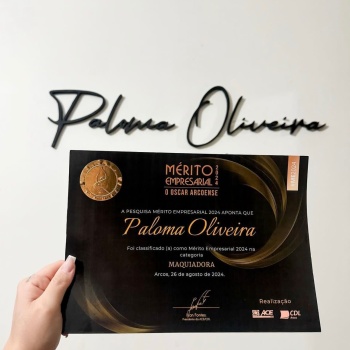 Paloma Oliveira
MÉRITO
EMPRESARIAL
O OSCAR ARCOENSE
A PESQUISA MÉRITO EMPRESARIAL 2024 APONTA QUE
Paloma Oliveira
Foi classificado (a) como Mérito Empresarial 2024 na
categoria
MAQUIADORA
Arcos, 26 de agosto de 2024.
Realização
ACE
CDL